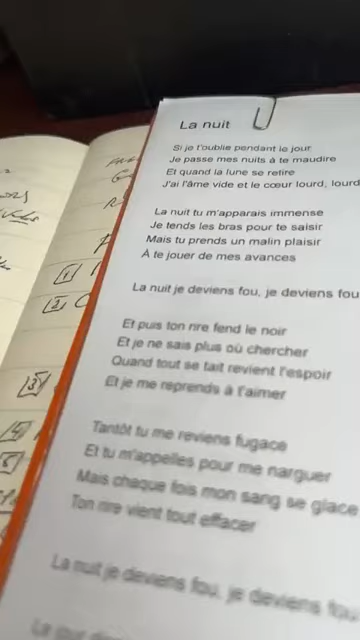 La nuit
Si je t'oublie pendant le jour
Je passe mes nuits à te maudire
Et quand la lune se retire
J'ai l'âme vide et le cœur lourd, lourd
La nuit tu m'apparais immense
Je tends les bras pour te saisir
Mais tu prends un malin plaisir
À te jouer de mes avances
La nuit je deviens fou, je deviens fou
Et puis ton rire fend le noir
Et je ne sais plus où chercher
Quand tout se tait revient l'espoir
Et je me reprends à t'aimer
Tantôt tu me reviens fugace
Et tu m'appelles pour me narguer
Mais chaque fois mon sang se glace
Ton rire vient tout effacer
La nuit je deviens fou, je deviens fou
1
2
3
4